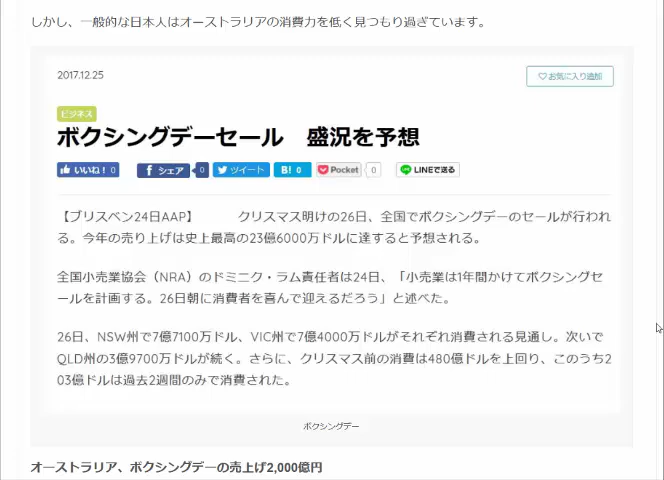 しかし、一般的な日本人はオーストラリアの消費力を低く見つもり過ぎています。
2017.12.25
♡お気に入り追加
ビジネス
ボクシングデーセール　盛況を予想
いいね！ 0 シェア 0 ツイート B! 0 Pocket 0 LINEで送る
【ブリスベン24日AAP】　　　クリスマス明けの26日、全国でボクシングデーのセールが行われ
る。今年の売り上げは史上最高の23億6000万ドルに達すると予想される。
全国小売業協会（NRA）のドミニク・ラム責任者は24日、「小売業は1年間かけてボクシングセ
ールを計画する。26日朝に消費者を喜んで迎えるだろう」と述べた。
26日、NSW州で7億7100万ドル、VIC州で7億4000万ドルがそれぞれ消費される見通し。次いで
QLD州の3億9700万ドルが続く。さらに、クリスマス前の消費は480億ドルを上回り、このうち2
03億ドルは過去2週間のみで消費された。
ボクシングデー
オーストラリア、ボクシングデーの売上げ2,000億円